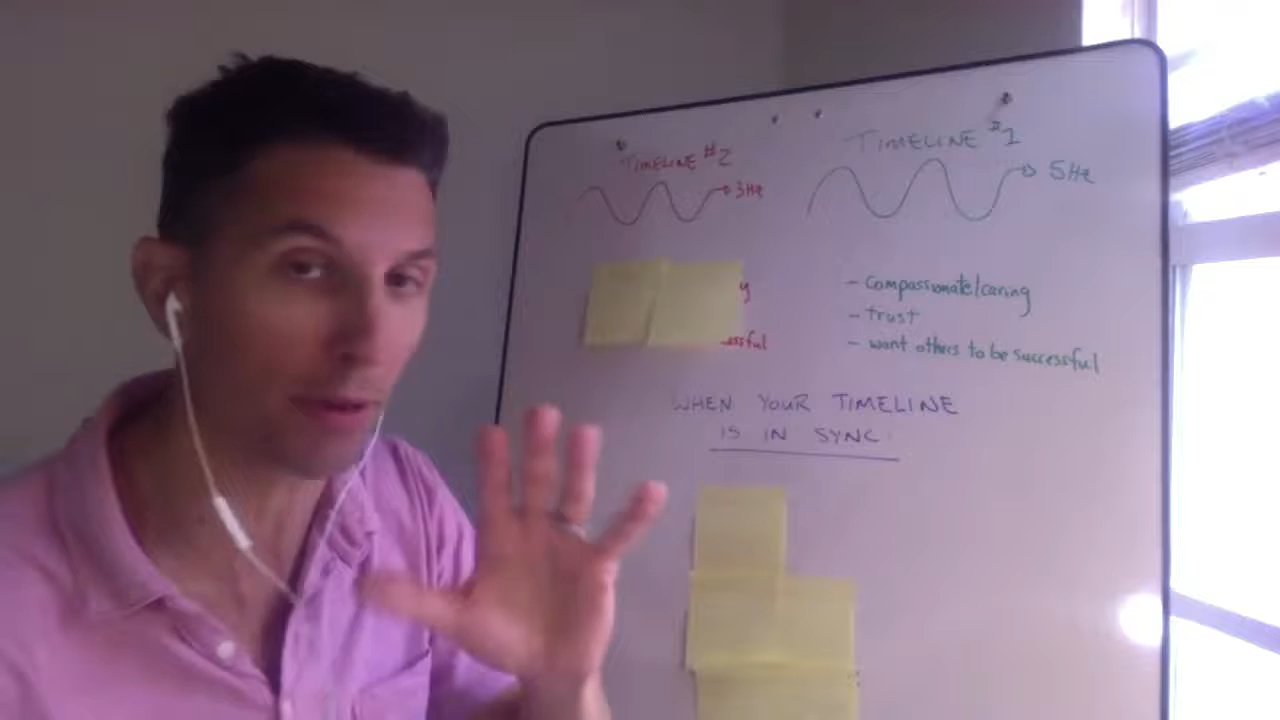 TIMELINE #2
3Hz
TIMELINE #1
5Hz
- compassionate/caring
- trust
- want others to be successful
y
essful
WHEN YOUR TIMELINE
IS IN SYNC